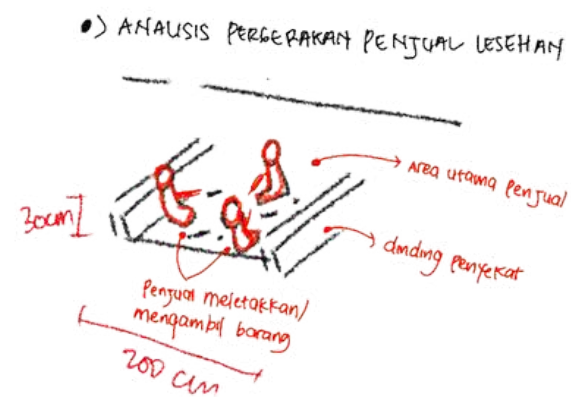 •) ANALISIS PERGERAKAN PENJUAL LESEHAN
Area utama penjual
30cm
dinding penyekat
Penjual meletakkan/
mengambil barang
200 cm